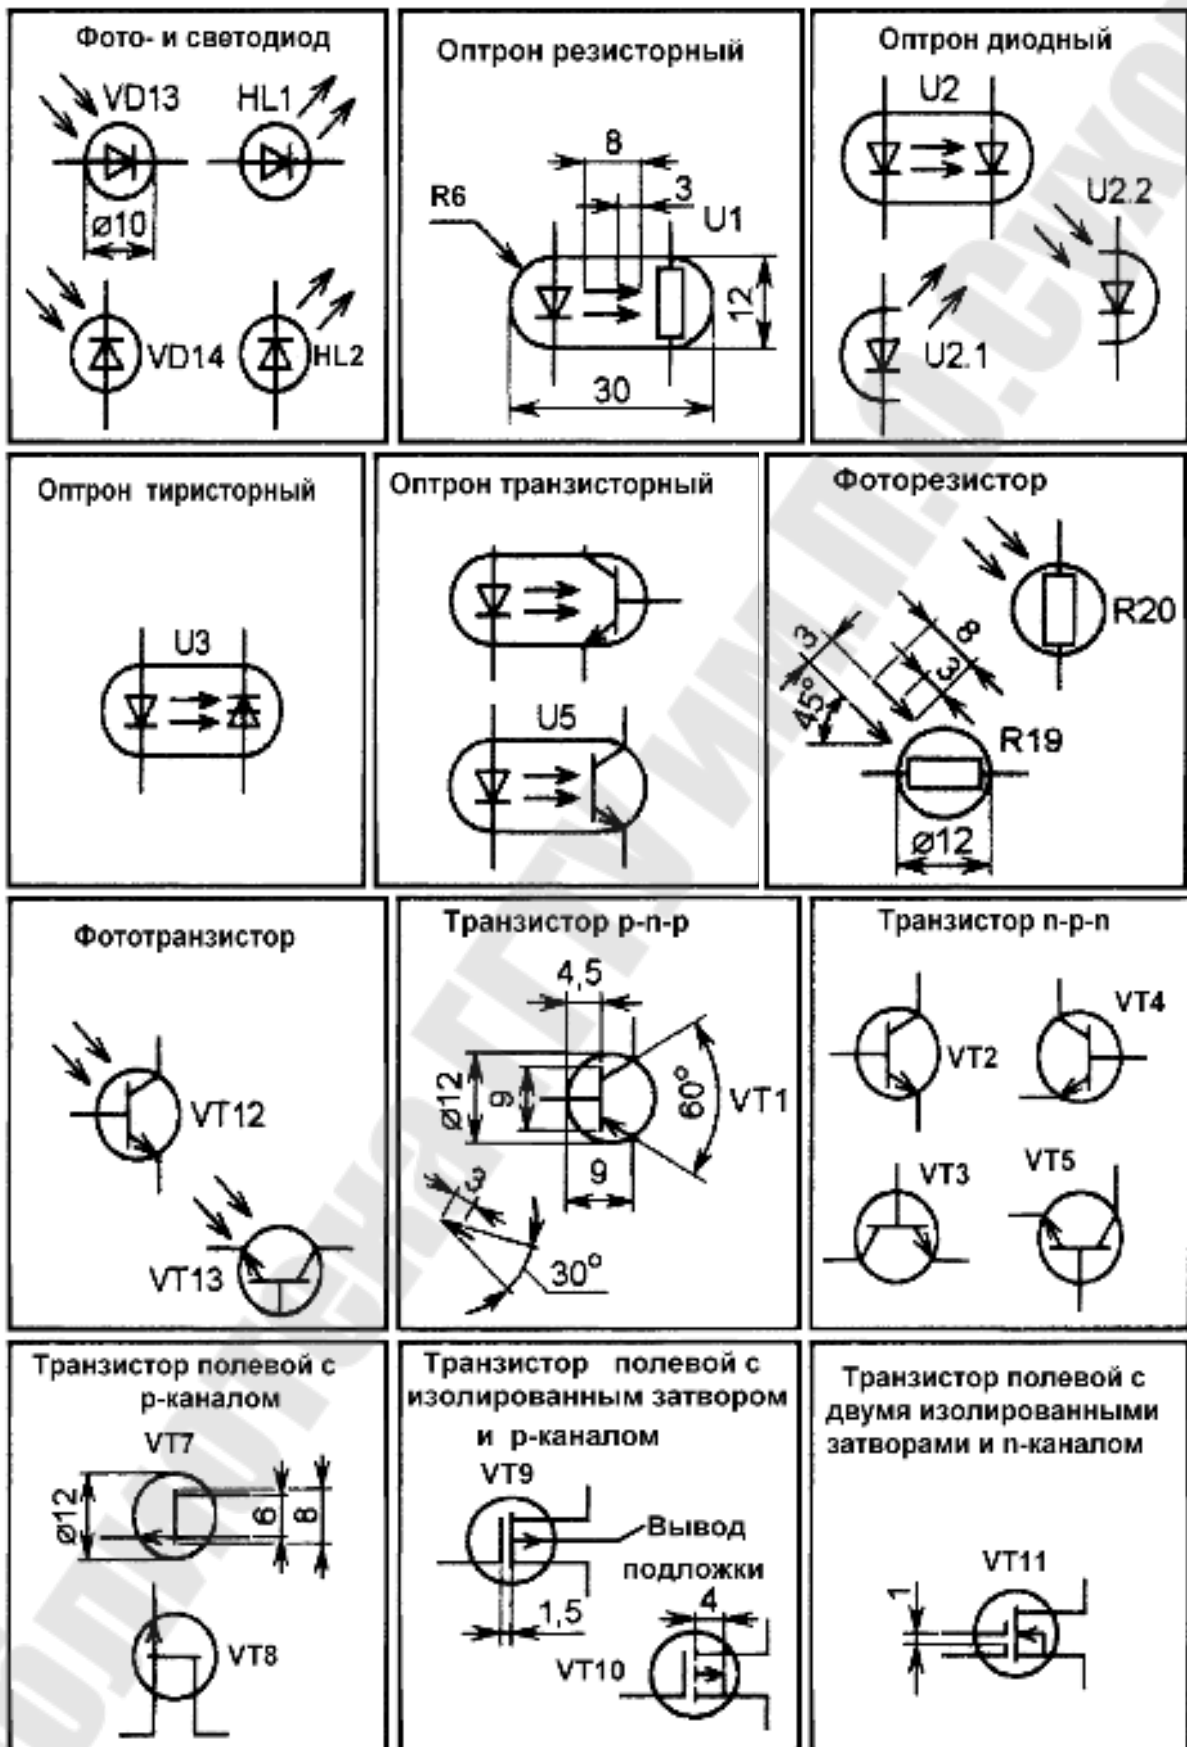 Фото- и светодиод
VD13
HL1
ø10
VD14
HL2
Оптрон резисторный
8
3
R6
U1
12
30
Оптрон диодный
U2
U2.2
U2.1
Оптрон тиристорный
U3
Оптрон транзисторный
U5
Фоторезистор
R20
3
8
3
45°
R19
ø12
Фототранзистор
VT12
VT13
Транзистор p-n-p
4,5
ø12
9
60°
VT1
9
3
30°
Транзистор n-p-n
VT4
VT2
VT3
VT5
Транзистор полевой с
p-каналом
VT7
ø12
6
8
VT8
Транзистор полевой с
изолированным затвором
и p-каналом
VT9
Вывод
подложки
1,5
4
VT10
Транзистор полевой с
двумя изолированными
затворами и n-каналом
VT11
1